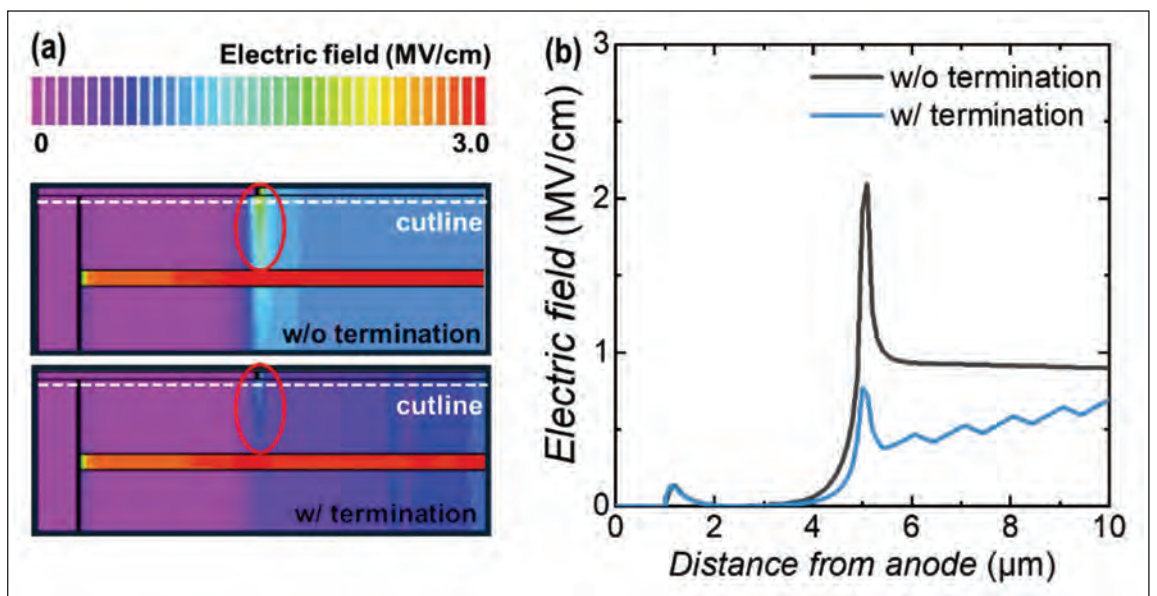 (a)
Electric field (MV/cm)
0 3.0
cutline
w/o termination
cutline
w/ termination
(b)
3
2
1
0
w/o termination
w/ termination
Electric field (MV/cm)
0 2 4 6 8 10
Distance from anode (μm)